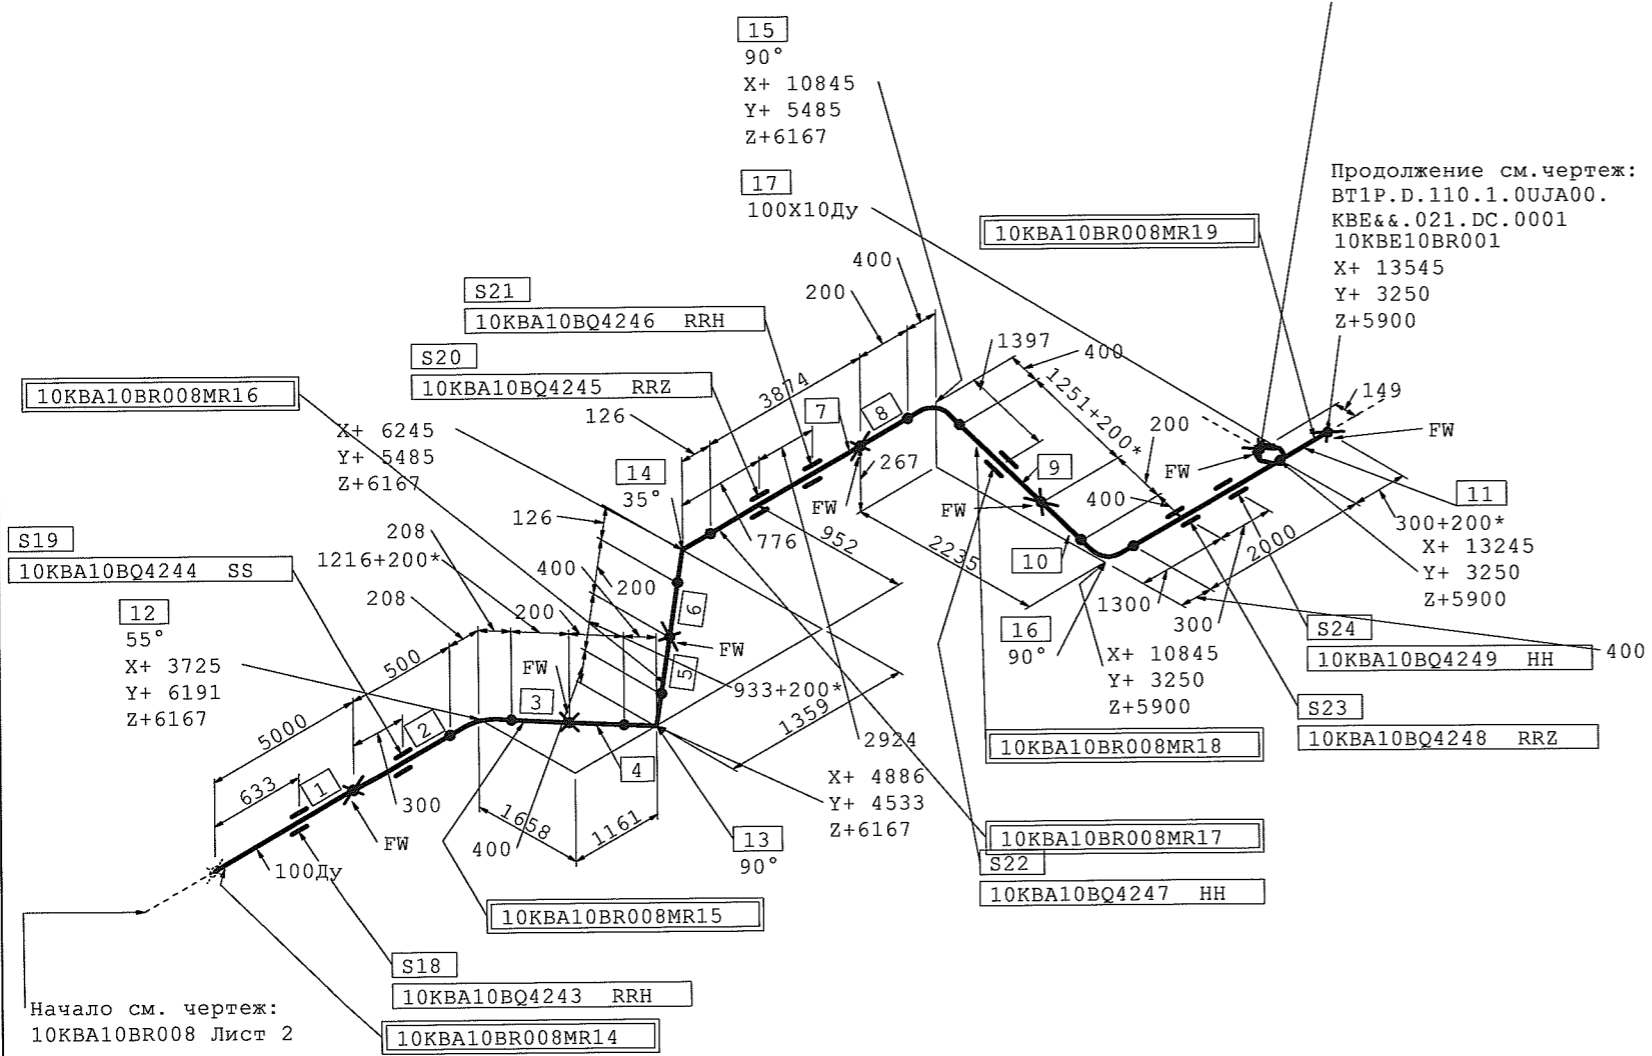 15
90°
X+ 10845
Y+ 5485
Z+6167
17
100X10Ду
10KBA10BR008MR19
Продолжение см.чертеж:
BT1P.D.110.1.0UJA00.
KBE&&.021.DC.0001
10KBE10BR001
X+ 13545
Y+ 3250
Z+5900
S21
10KBA10BQ4246 RRH
S20
10KBA10BQ4245 RRZ
400
200
3874
126
7
8
267
FW
1397
400
1251+200*
200
9
FW
400
FW
149
FW
11
300+200*
X+ 13245
Y+ 3250
Z+5900
10KBA10BR008MR16
X+ 6245
Y+ 5485
Z+6167
14
35°
126
208
1216+200*
400
200
208
200
200
776
952
2235
10
1300
300
2000
16
90°
X+ 10845
Y+ 3250
Z+5900
S24
10KBA10BQ4249 HH
400
S23
10KBA10BQ4248 RRZ
S19
10KBA10BQ4244 SS
12
55°
X+ 3725
Y+ 6191
Z+6167
500
5000
633
1
2
300
FW
100Ду
FW
3
4
5
6
FW
933+200*
1359
2924
X+ 4886
Y+ 4533
Z+6167
1658
1161
400
13
90°
10KBA10BR008MR18
10KBA10BR008MR17
S22
10KBA10BQ4247 HH
10KBA10BR008MR15
S18
10KBA10BQ4243 RRH
10KBA10BR008MR14
Начало см. чертеж:
10KBA10BR008 Лист 2